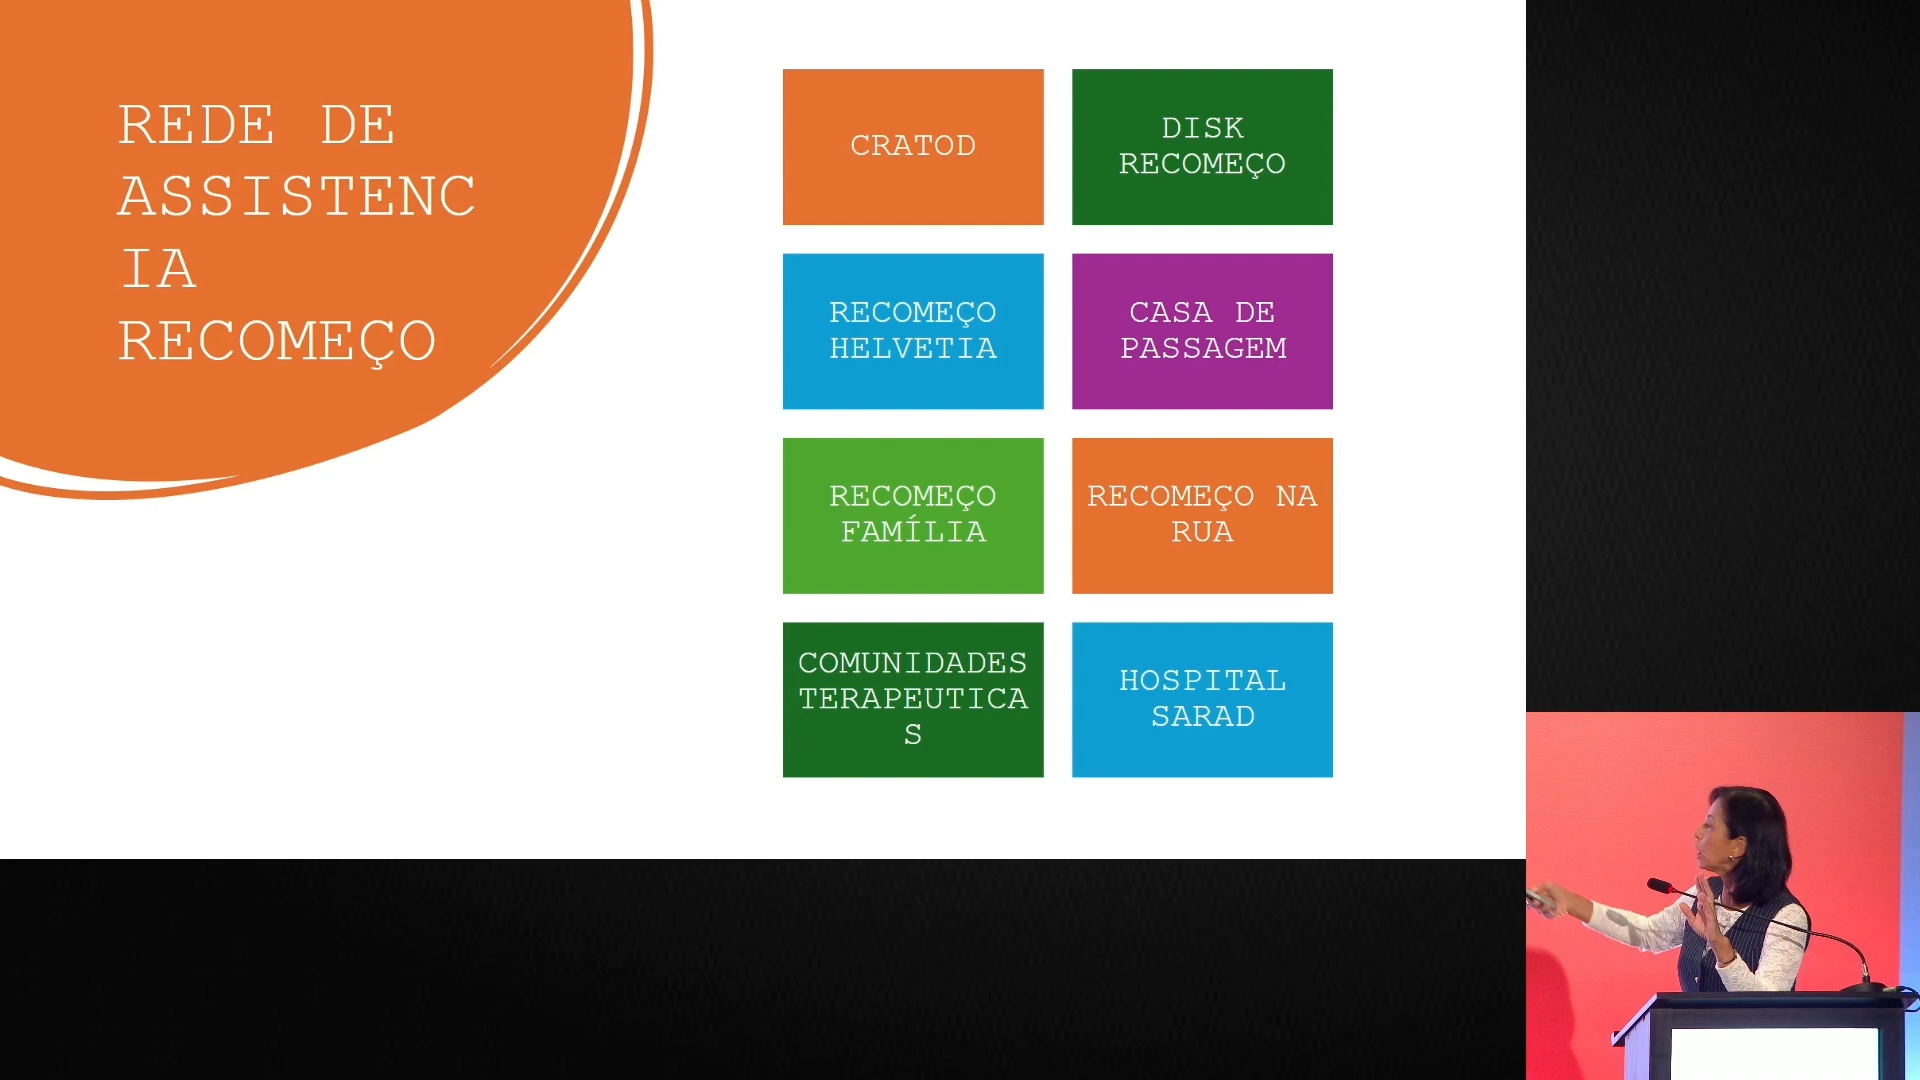 REDE DE
ASSISTENC
IA
RECOMEÇO
CRATOD
DISK
RECOMEÇO
RECOMEÇO
HELVETIA
CASA DE
PASSAGEM
RECOMEÇO
FAMÍLIA
RECOMEÇO NA
RUA
COMUNIDADES
TERAPEUTICA
S
HOSPITAL
SARAD